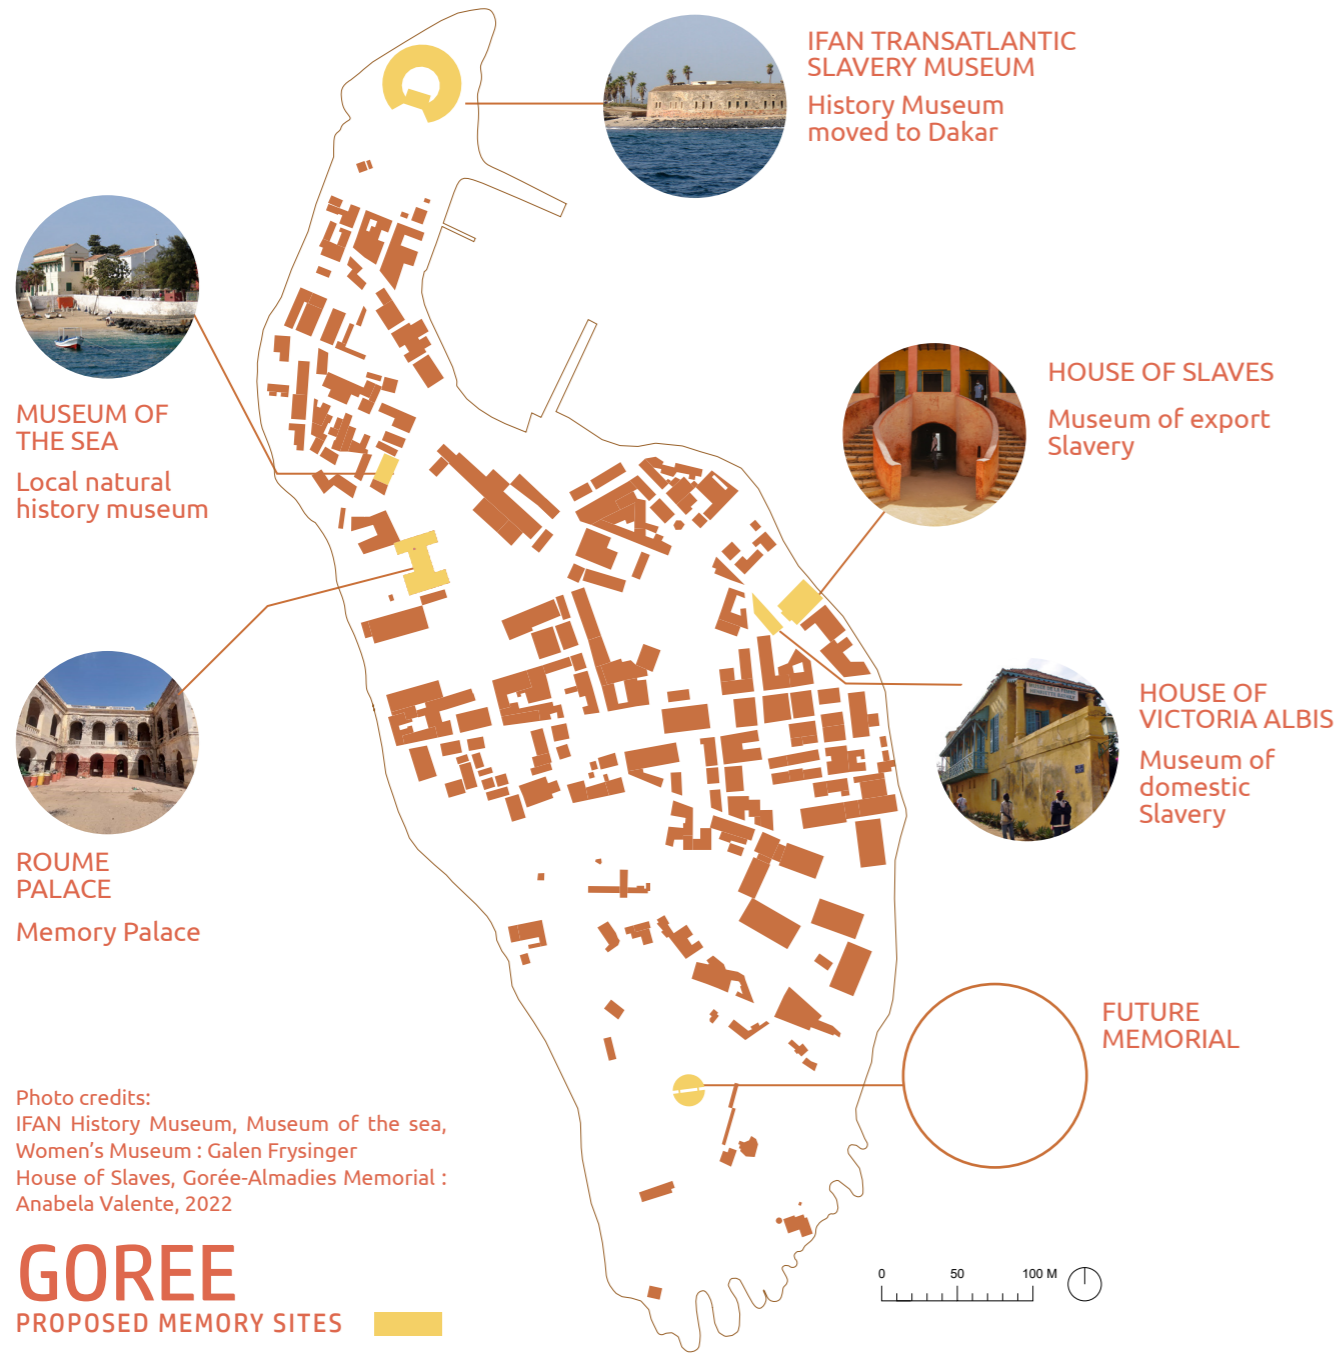 IFAN TRANSATLANTIC
SLAVERY MUSEUM
History Museum
moved to Dakar
MUSEUM OF
THE SEA
Local natural
history museum
HOUSE OF SLAVES
Museum of export
Slavery
HOUSE OF
VICTORIA ALBIS
Museum of
domestic
Slavery
ROUME
PALACE
Memory Palace
FUTURE
MEMORIAL
Photo credits:
IFAN History Museum, Museum of the sea,
Women’s Museum : Galen Frysinger
House of Slaves, Gorée-Almadies Memorial :
Anabela Valente, 2022
GOREE
PROPOSED MEMORY SITES
0 50 100 M